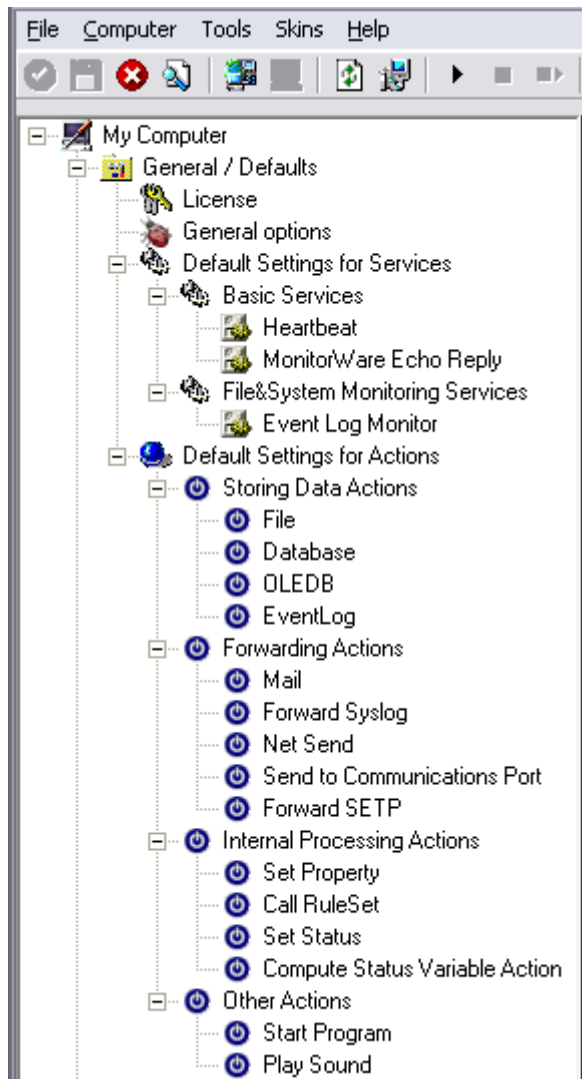 File Computer Tools Skins Help
My Computer
General / Defaults
License
General options
Default Settings for Services
Basic Services
Heartbeat
MonitorWare Echo Reply
File&System Monitoring Services
Event Log Monitor
Default Settings for Actions
Storing Data Actions
File
Database
OLEDB
EventLog
Forwarding Actions
Mail
Forward Syslog
Net Send
Send to Communications Port
Forward SETP
Internal Processing Actions
Set Property
Call RuleSet
Set Status
Compute Status Variable Action
Other Actions
Start Program
Play Sound